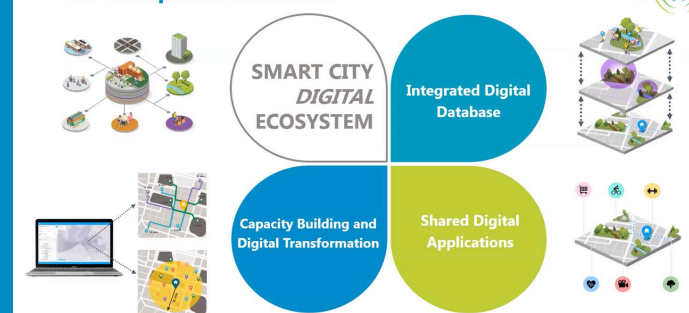 SMART CITY
DIGITAL
ECOSYSTEM
Integrated Digital
Database
Capacity Building and
Digital Transformation
Shared Digital
Applications